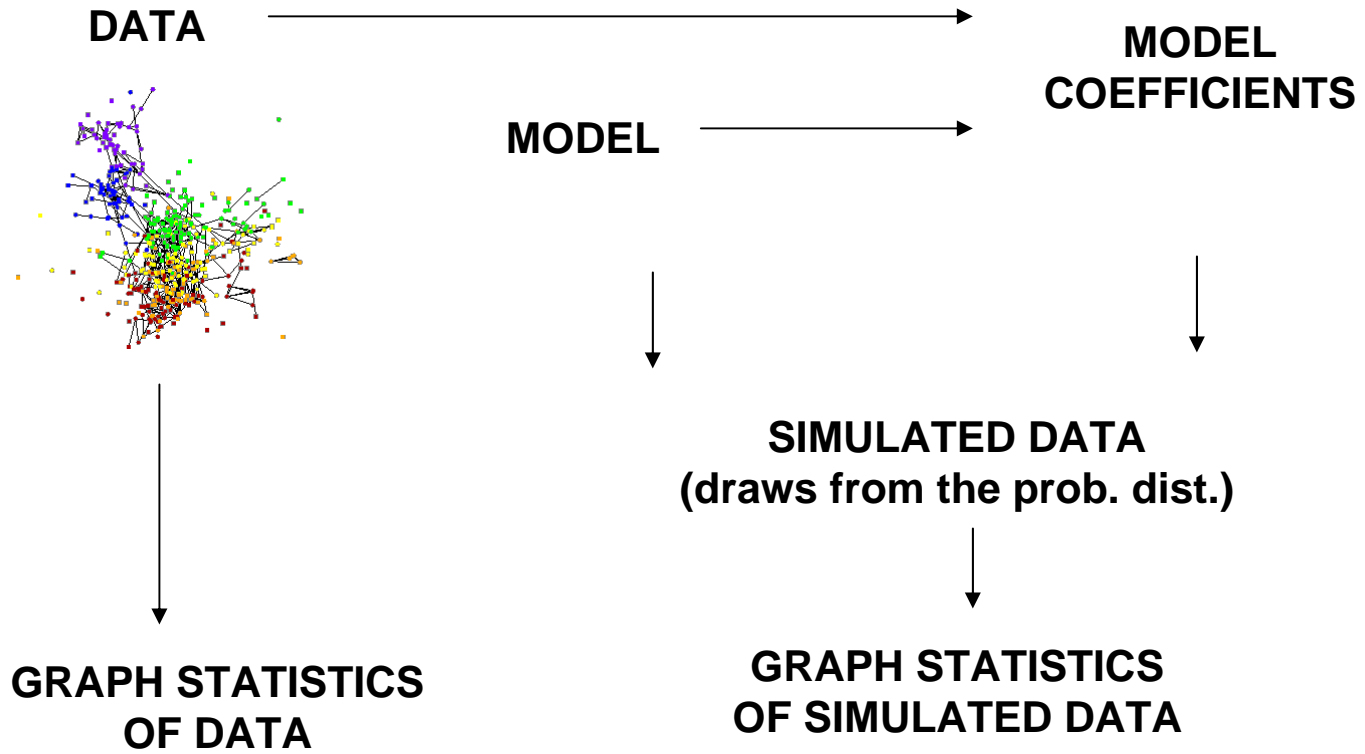 DATA
MODEL
COEFFICIENTS
MODEL
SIMULATED DATA
(draws from the prob. dist.)
GRAPH STATISTICS
OF DATA
GRAPH STATISTICS
OF SIMULATED DATA